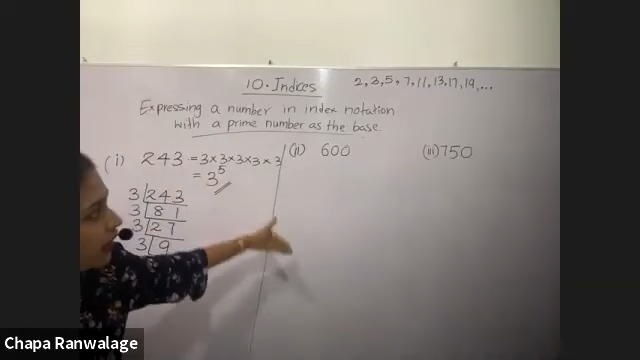 10. Indices
2, 3, 5, 7, 11, 13, 17, 19, ...
Expressing a number in index notation
with a prime number as the base.
(i) 243 = 3 × 3 × 3 × 3 × 3
= 3⁵
3 243
3 81
3 27
3 9
(ii) 600
(iii) 750
Chapa Ranwalage